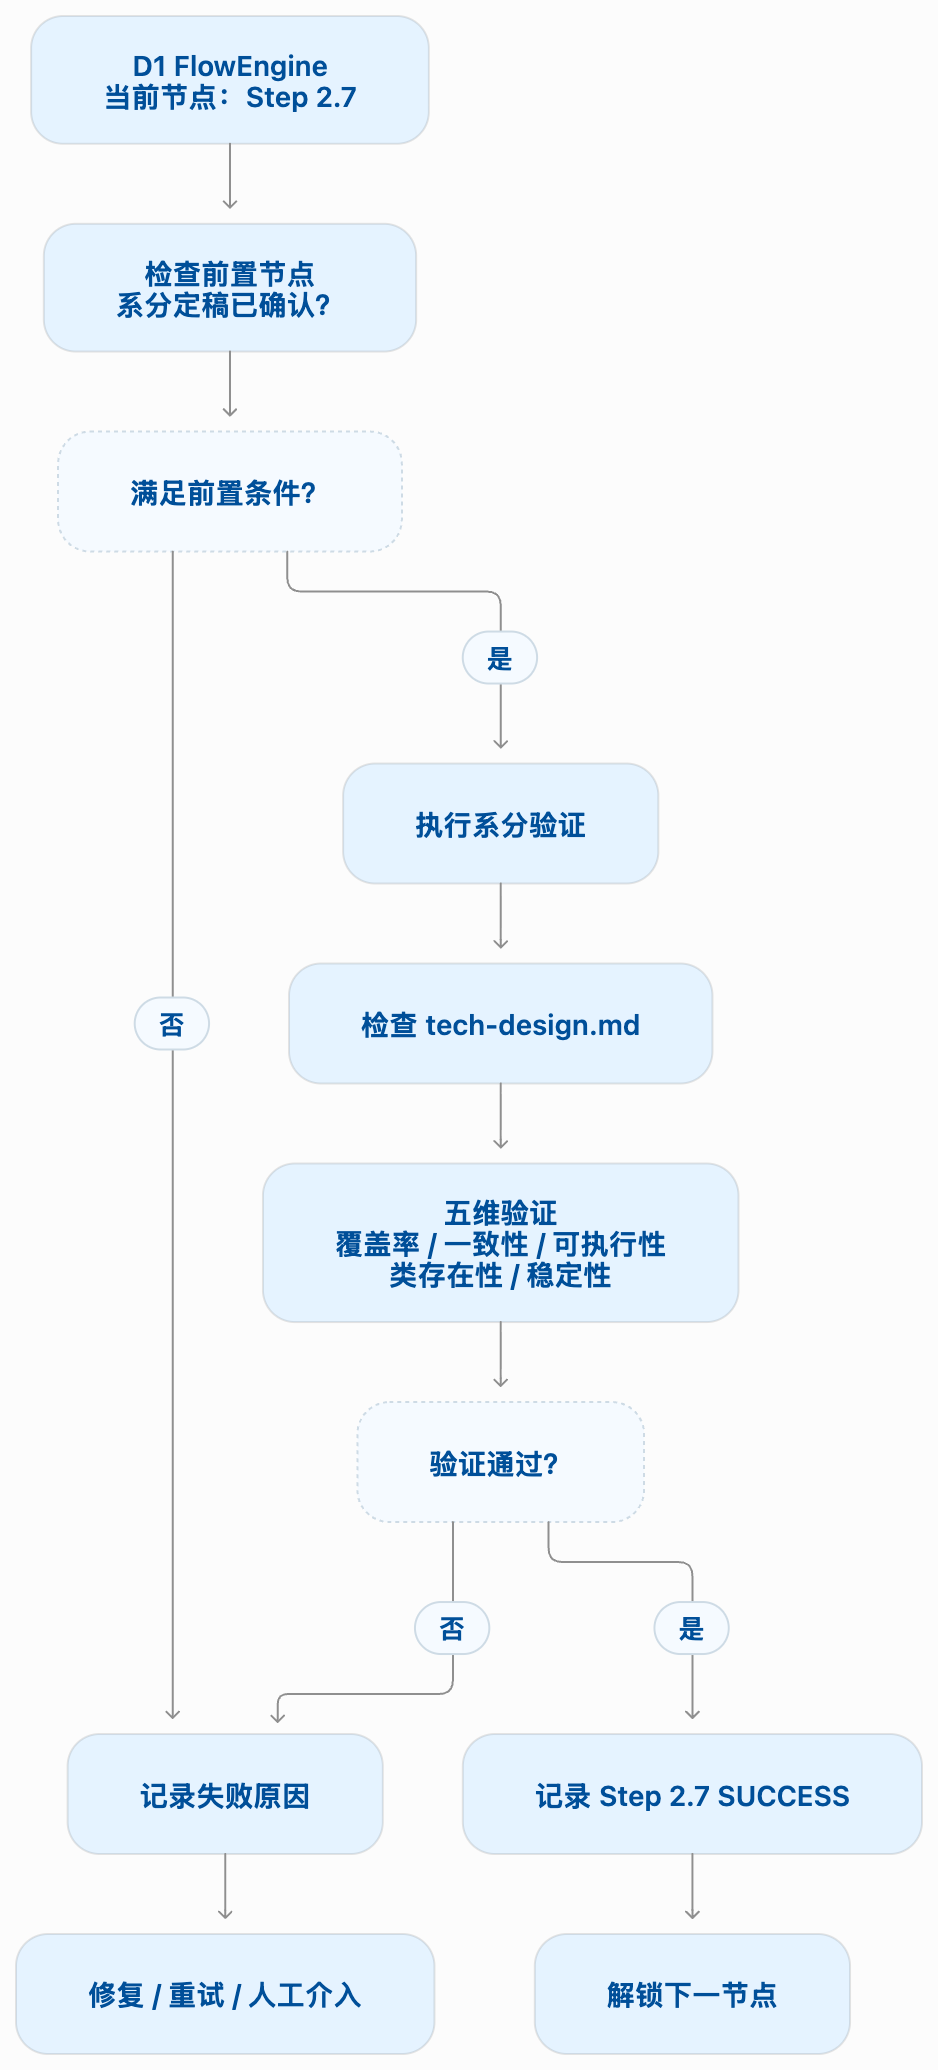 D1 FlowEngine
当前节点：Step 2.7
检查前置节点
系分定稿已确认?
满足前置条件?
是
执行系分验证
否
检查 tech-design.md
五维验证
覆盖率 / 一致性 / 可执行性
类存在性 / 稳定性
验证通过?
否
是
记录失败原因
记录 Step 2.7 SUCCESS
修复 / 重试 / 人工介入
解锁下一节点